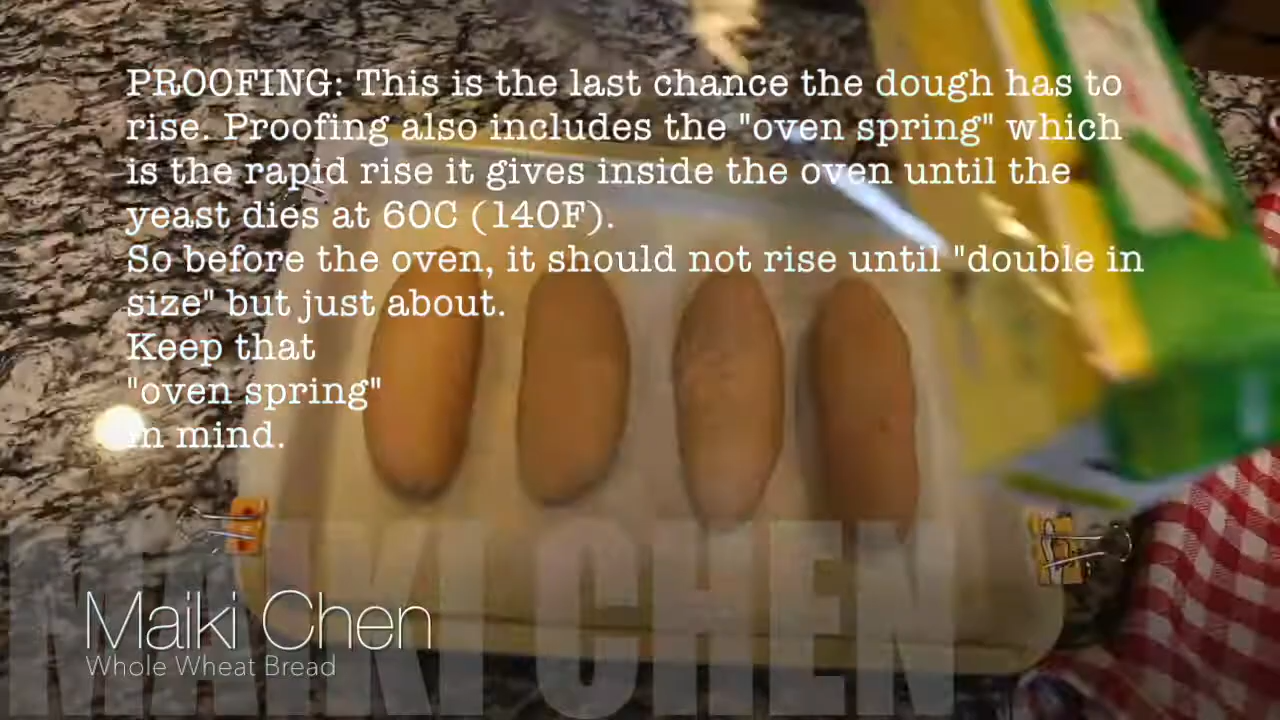 PROOFING: This is the last chance the dough has to
rise. Proofing also includes the "oven spring" which
is the rapid rise it gives inside the oven until the
yeast dies at 60C (140F).
So before the oven, it should not rise until "double in
size" but just about.
Keep that
"oven spring"
in mind.
MAIKI CHEN
Maiki Chen
Whole Wheat Bread